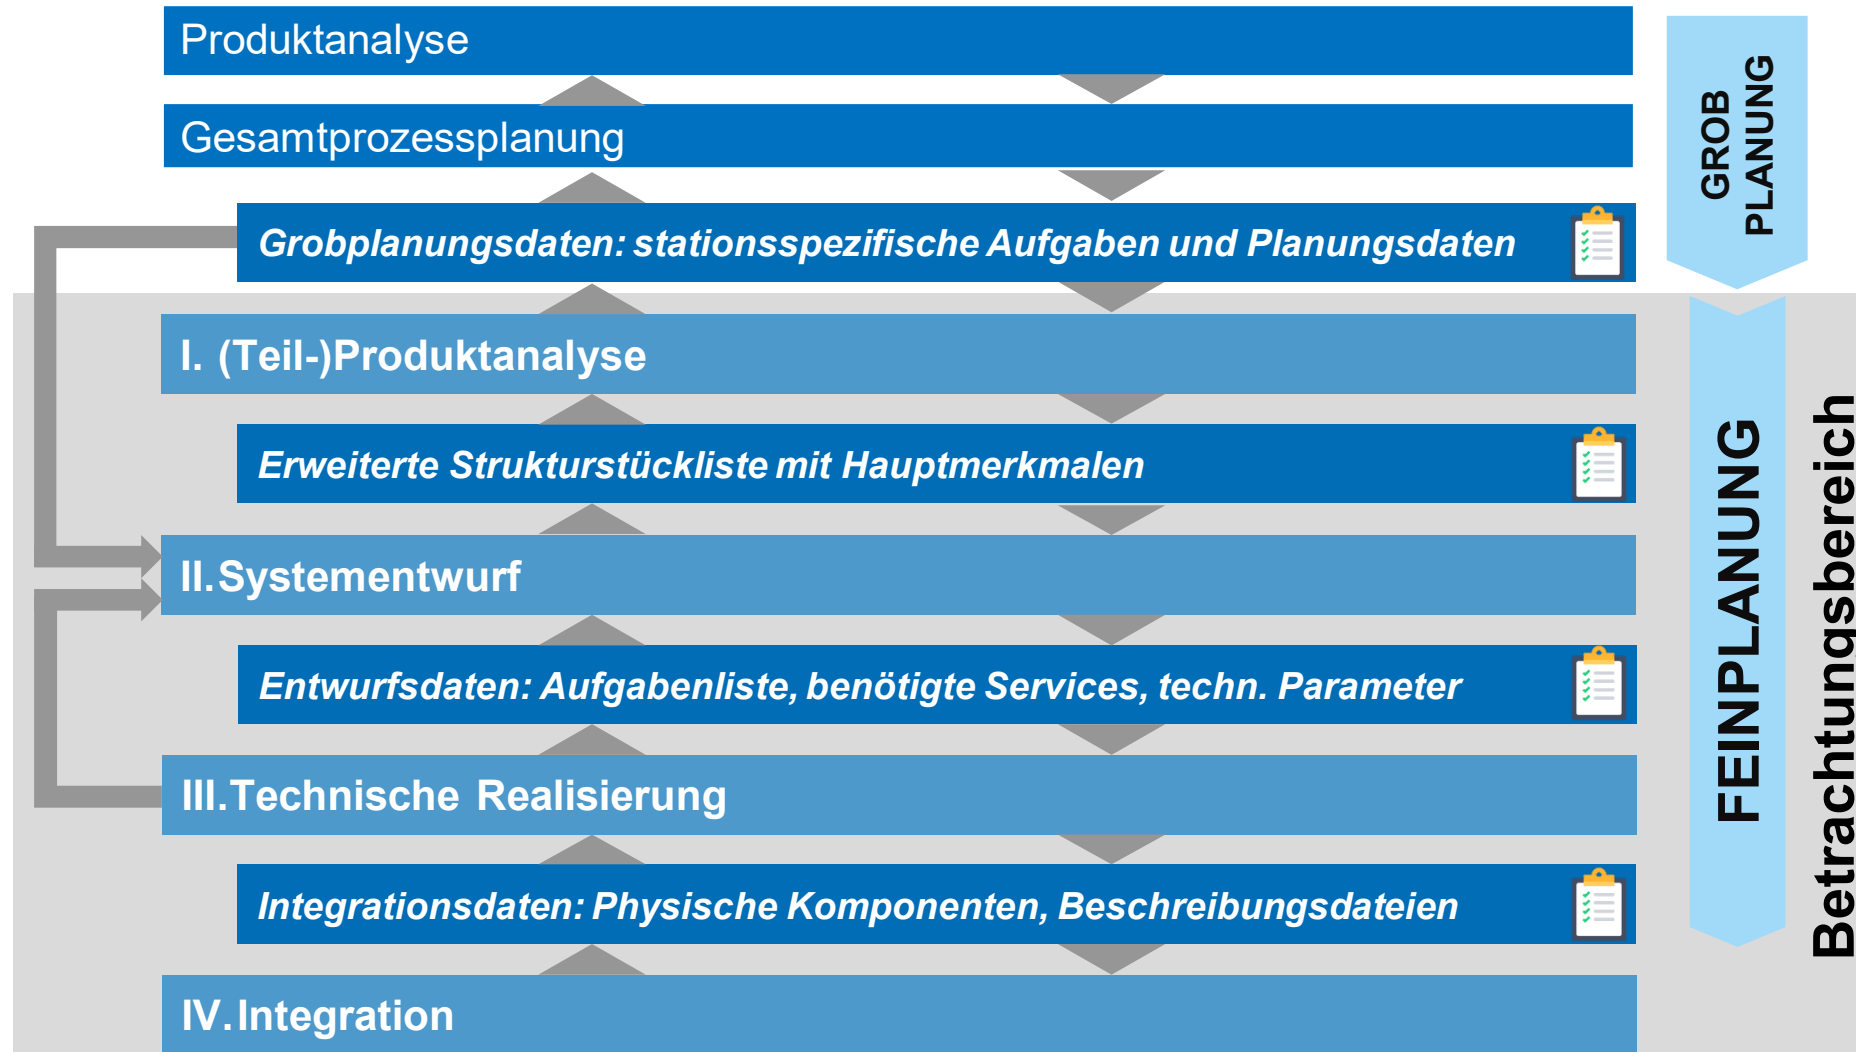 Produktanalyse
Gesamtprozessplanung
Grobplanungsdaten: stationsspezifische Aufgaben und Planungsdaten
I. (Teil-)Produktanalyse
Erweiterte Strukturstückliste mit Hauptmerkmalen
II. Systementwurf
Entwurfsdaten: Aufgabenliste, benötigte Services, techn. Parameter
III. Technische Realisierung
Integrationsdaten: Physische Komponenten, Beschreibungsdateien
IV. Integration
GROB
PLANUNG
FEINPLANUNG
Betrachtungsbereich